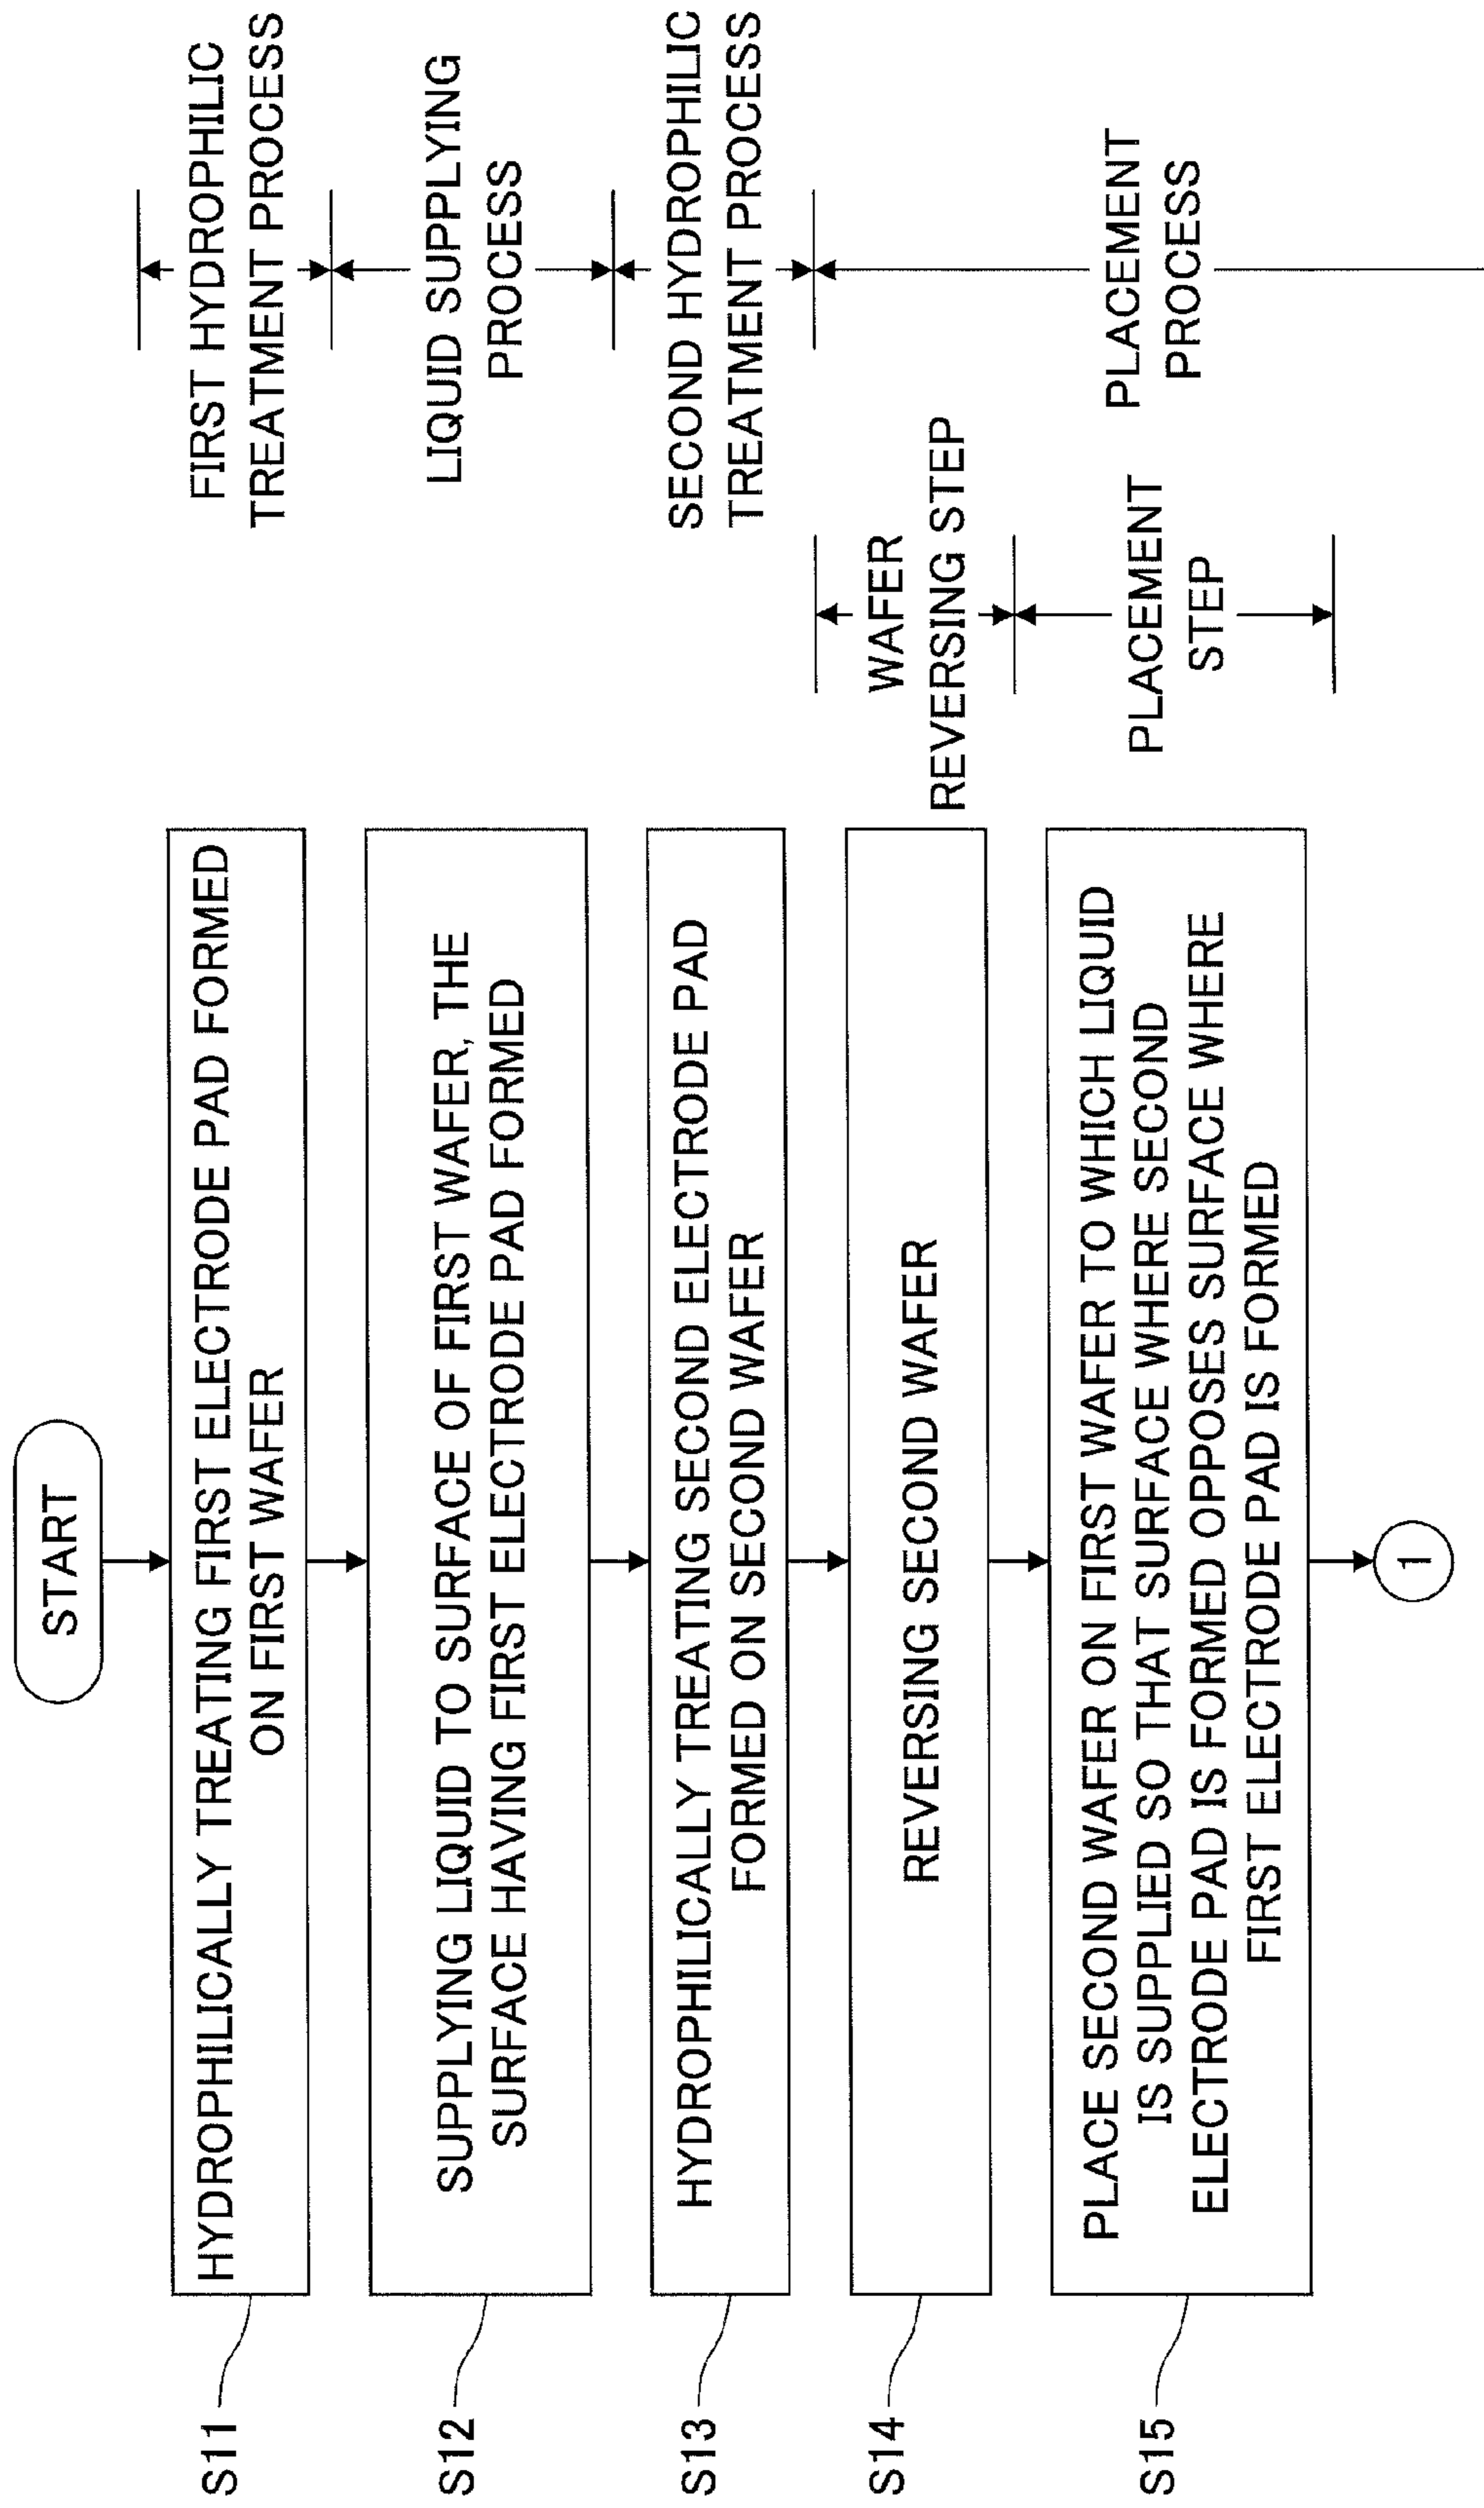 START
S11
HYDROPHILICALLY TREATING FIRST ELECTRODE PAD FORMED
ON FIRST WAFER
FIRST HYDROPHILIC
TREATMENT PROCESS
S12
SUPPLYING LIQUID TO SURFACE OF FIRST WAFER, THE
SURFACE HAVING FIRST ELECTRODE PAD FORMED
LIQUID SUPPLYING
PROCESS
S13
HYDROPHILICALLY TREATING SECOND ELECTRODE PAD
FORMED ON SECOND WAFER
SECOND HYDROPHILIC
TREATMENT PROCESS
S14
REVERSING SECOND WAFER
WAFER
REVERSING STEP
S15
PLACE SECOND WAFER ON FIRST WAFER TO WHICH LIQUID
IS SUPPLIED SO THAT SURFACE WHERE SECOND
ELECTRODE PAD IS FORMED OPPOSES SURFACE WHERE
FIRST ELECTRODE PAD IS FORMED
PLACEMENT
STEP
PLACEMENT
PROCESS
1